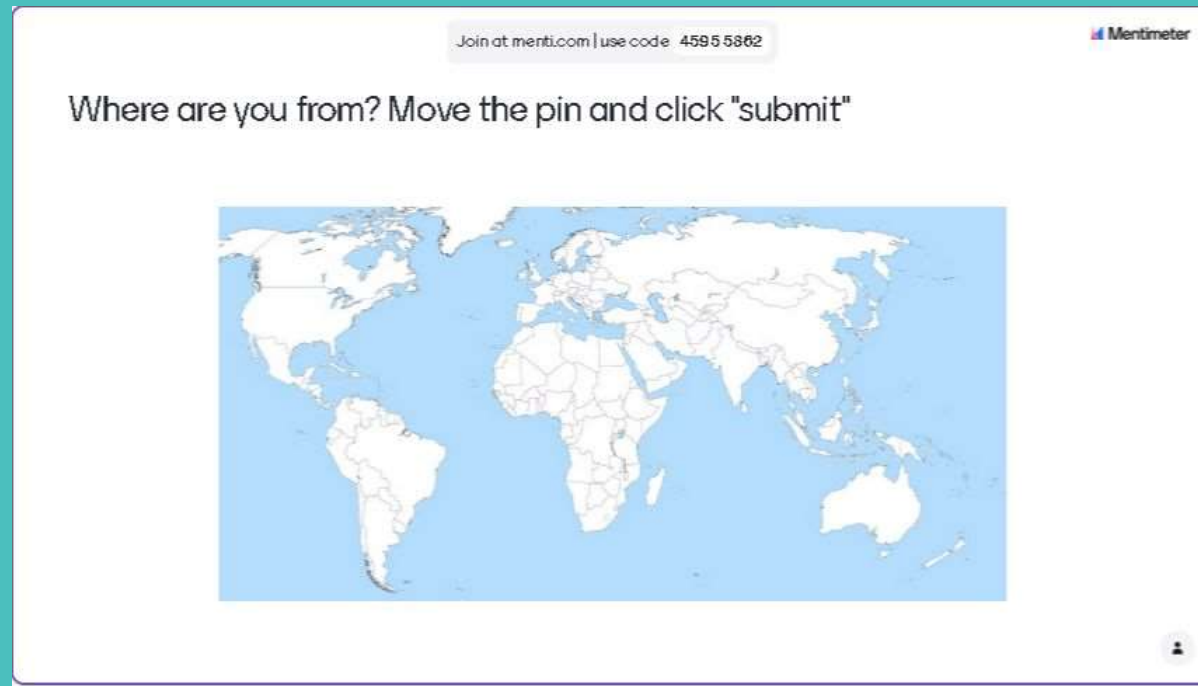 Join at menti.com | use code 4595 5862
Mentimeter
Where are you from? Move the pin and click "submit"